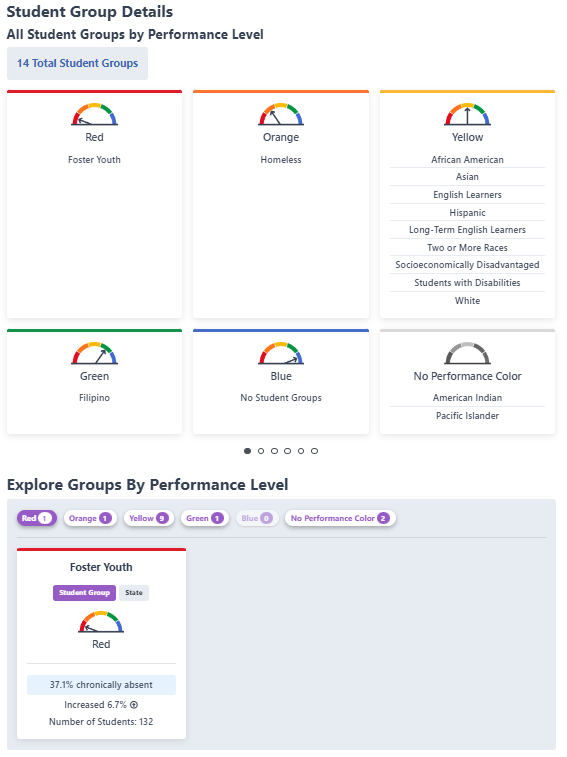 Student Group Details
All Student Groups by Performance Level
14 Total Student Groups
Red
Foster Youth
Orange
Homeless
Yellow
African American
Asian
English Learners
Hispanic
Long-Term English Learners
Two or More Races
Socioeconomically Disadvantaged
Students with Disabilities
White
Green
Filipino
Blue
No Student Groups
No Performance Color
American Indian
Pacific Islander
Explore Groups By Performance Level
Red 1 Orange 1 Yellow 9 Green 1 Blue 0 No Performance Color 2
Foster Youth
Student Group State
Red
37.1% chronically absent
Increased 6.7%
Number of Students: 132